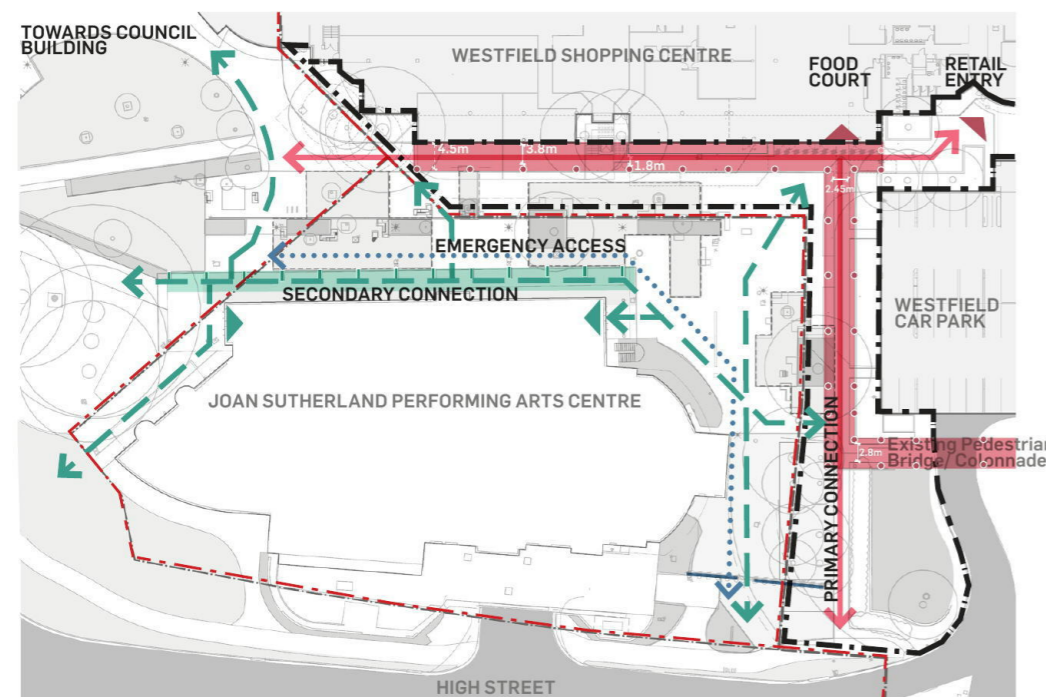 TOWARDS COUNCIL
BUILDING
WESTFIELD SHOPPING CENTRE
FOOD
COURT
RETAIL
ENTRY
4.5m
3.8m
1.8m
2.45m
EMERGENCY ACCESS
SECONDARY CONNECTION
WESTFIELD
CAR PARK
JOAN SUTHERLAND PERFORMING ARTS CENTRE
PRIMARY CONNECTION
Existing Pedestrian
Bridge/ Colonnade
2.8m
HIGH STREET